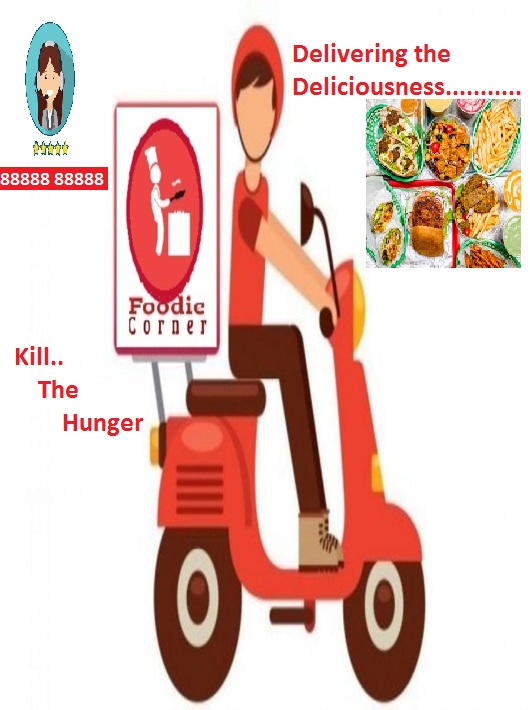 Delivering the
Deliciousness...........
88888 88888
Foodic
Corner
Kill..
The
Hunger